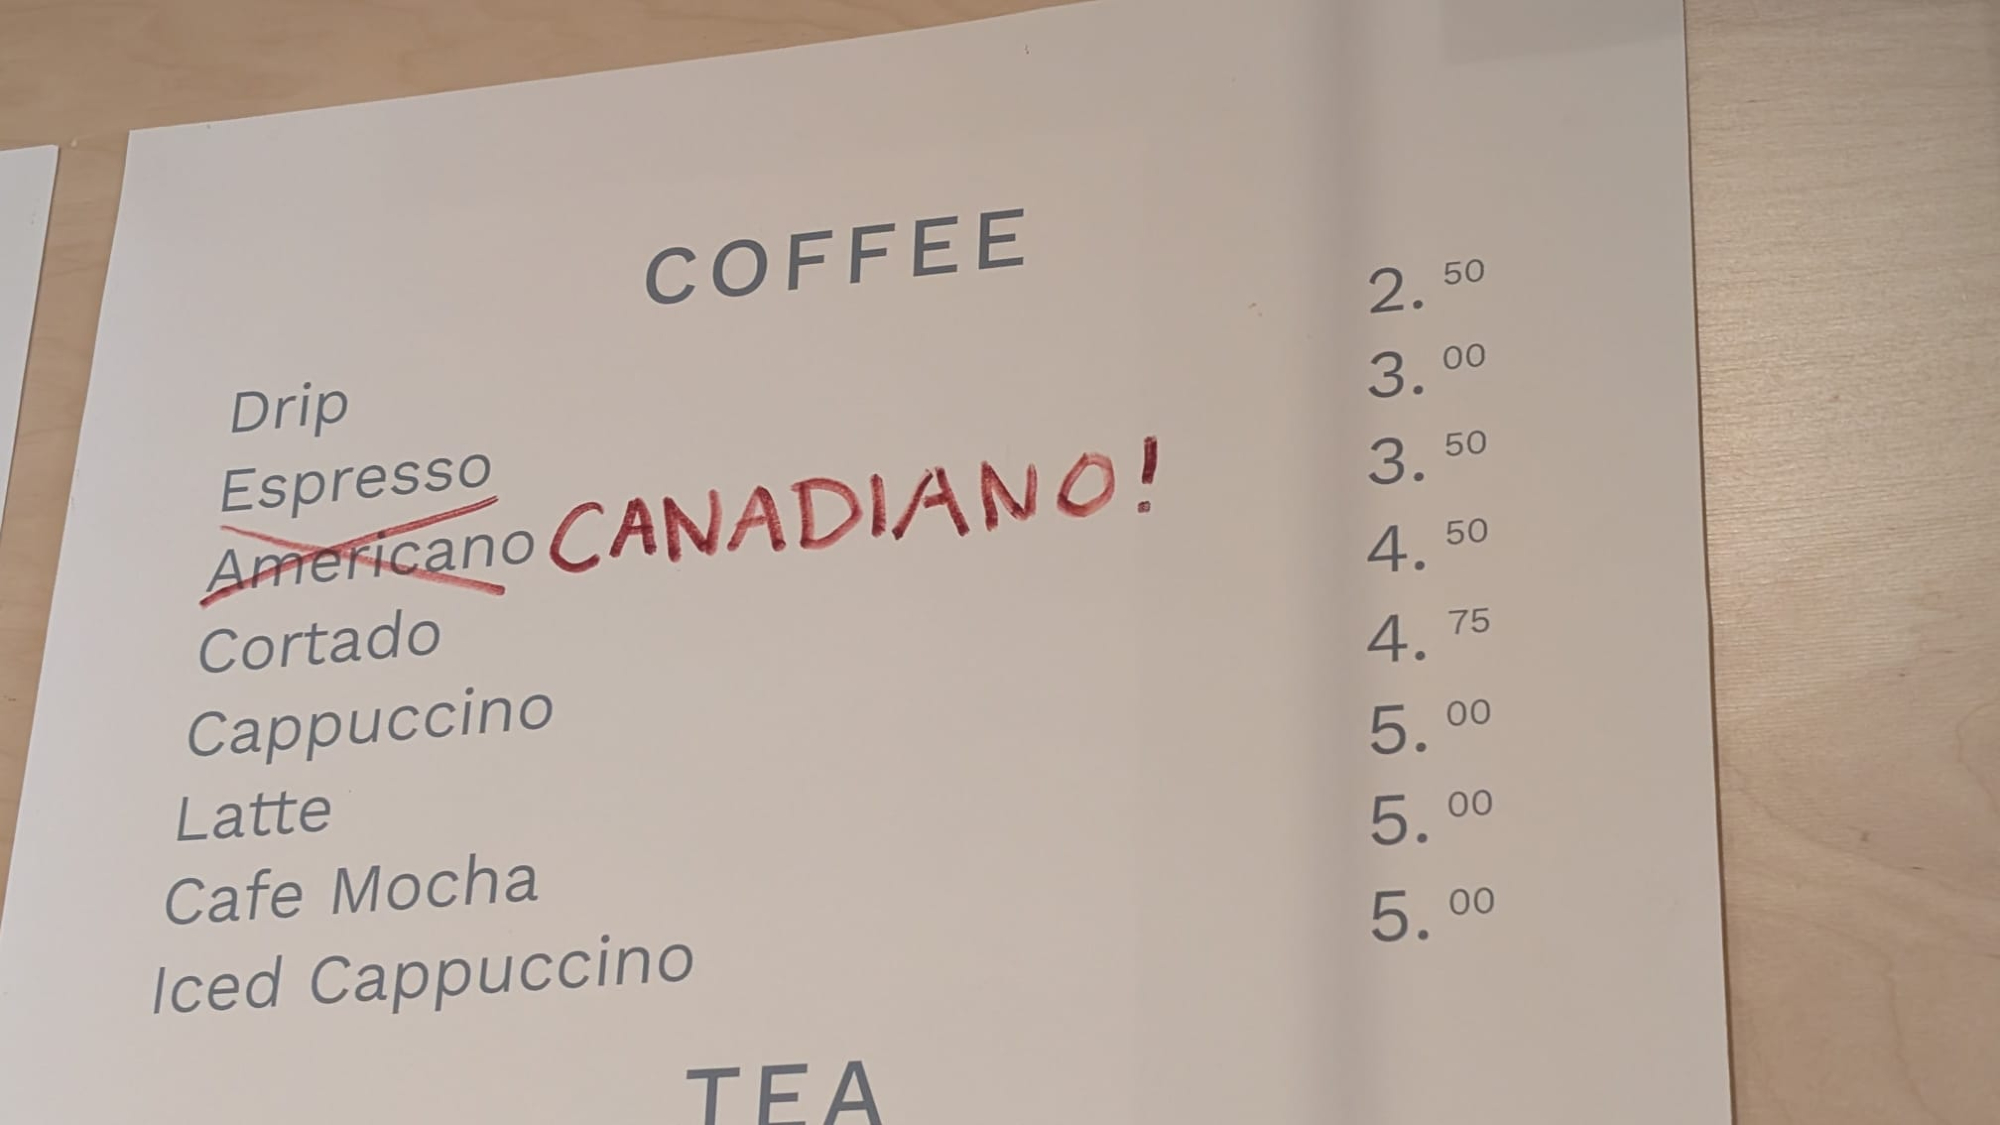 COFFEE
Drip 2.50
Espresso 3.00
Americano CANADIANO! 3.50
Cortado 4.50
Cappuccino 4.75
Latte 5.00
Cafe Mocha 5.00
Iced Cappuccino 5.00
TEA